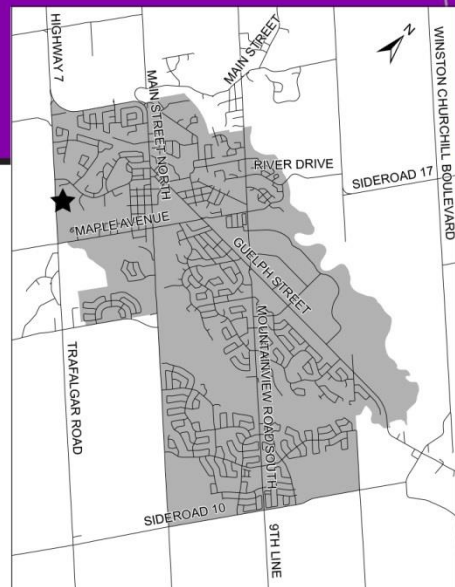 HIGHWAY 7
MAIN STREET NORTH
MAIN STREET
N
WINSTON CHURCHILL BOULEVARD
RIVER DRIVE
SIDEROAD 17
MAPLE AVENUE
GUELPH STREET
MOUNTAINVIEW ROAD SOUTH
TRAFALGAR ROAD
SIDEROAD 10
9TH LINE